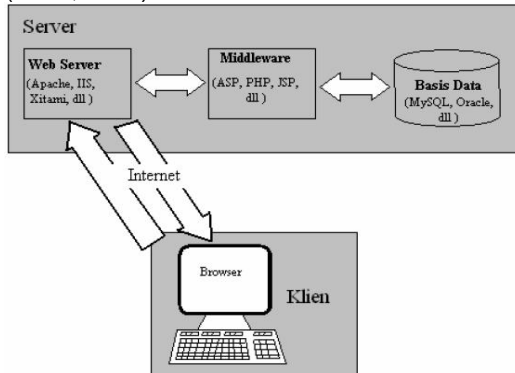 Server
Web Server
(Apache, IIS,
Xitami, dll )
Middleware
(ASP, PHP, JSP,
dll )
Basis Data
(MySQL, Oracle,
dll )
Internet
Browser
Klien